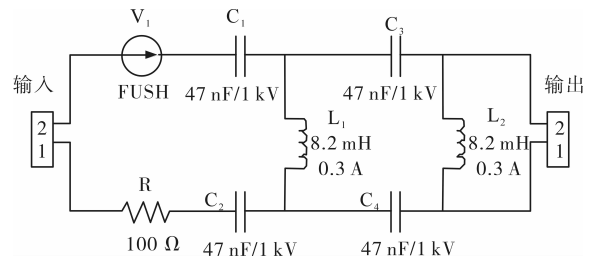 V₁
C₁
C₃
输入
FUSH
47 nF/1 kV
47 nF/1 kV
输出
2
1
L₁
8.2 mH
0.3 A
L₂
8.2 mH
0.3 A
2
1
R
100 Ω
C₂
47 nF/1 kV
C₄
47 nF/1 kV